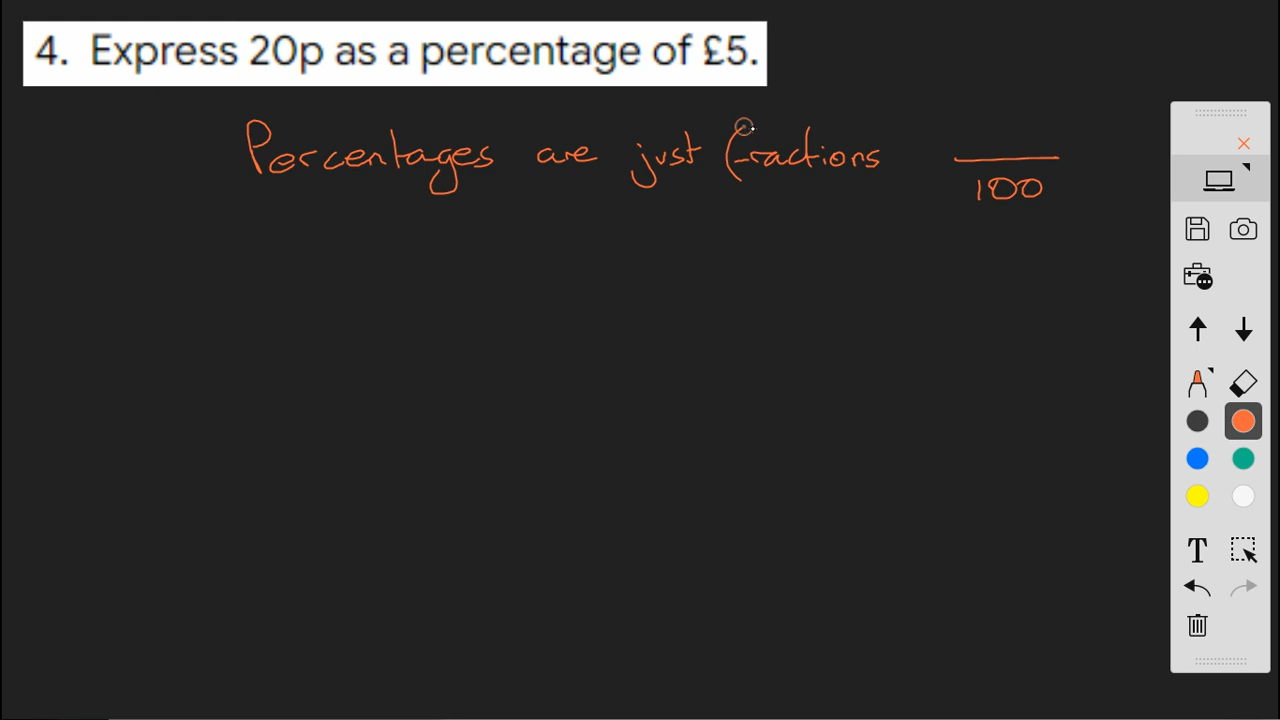 4. Express 20p as a percentage of £5.
Percentages are just fractions
100
T